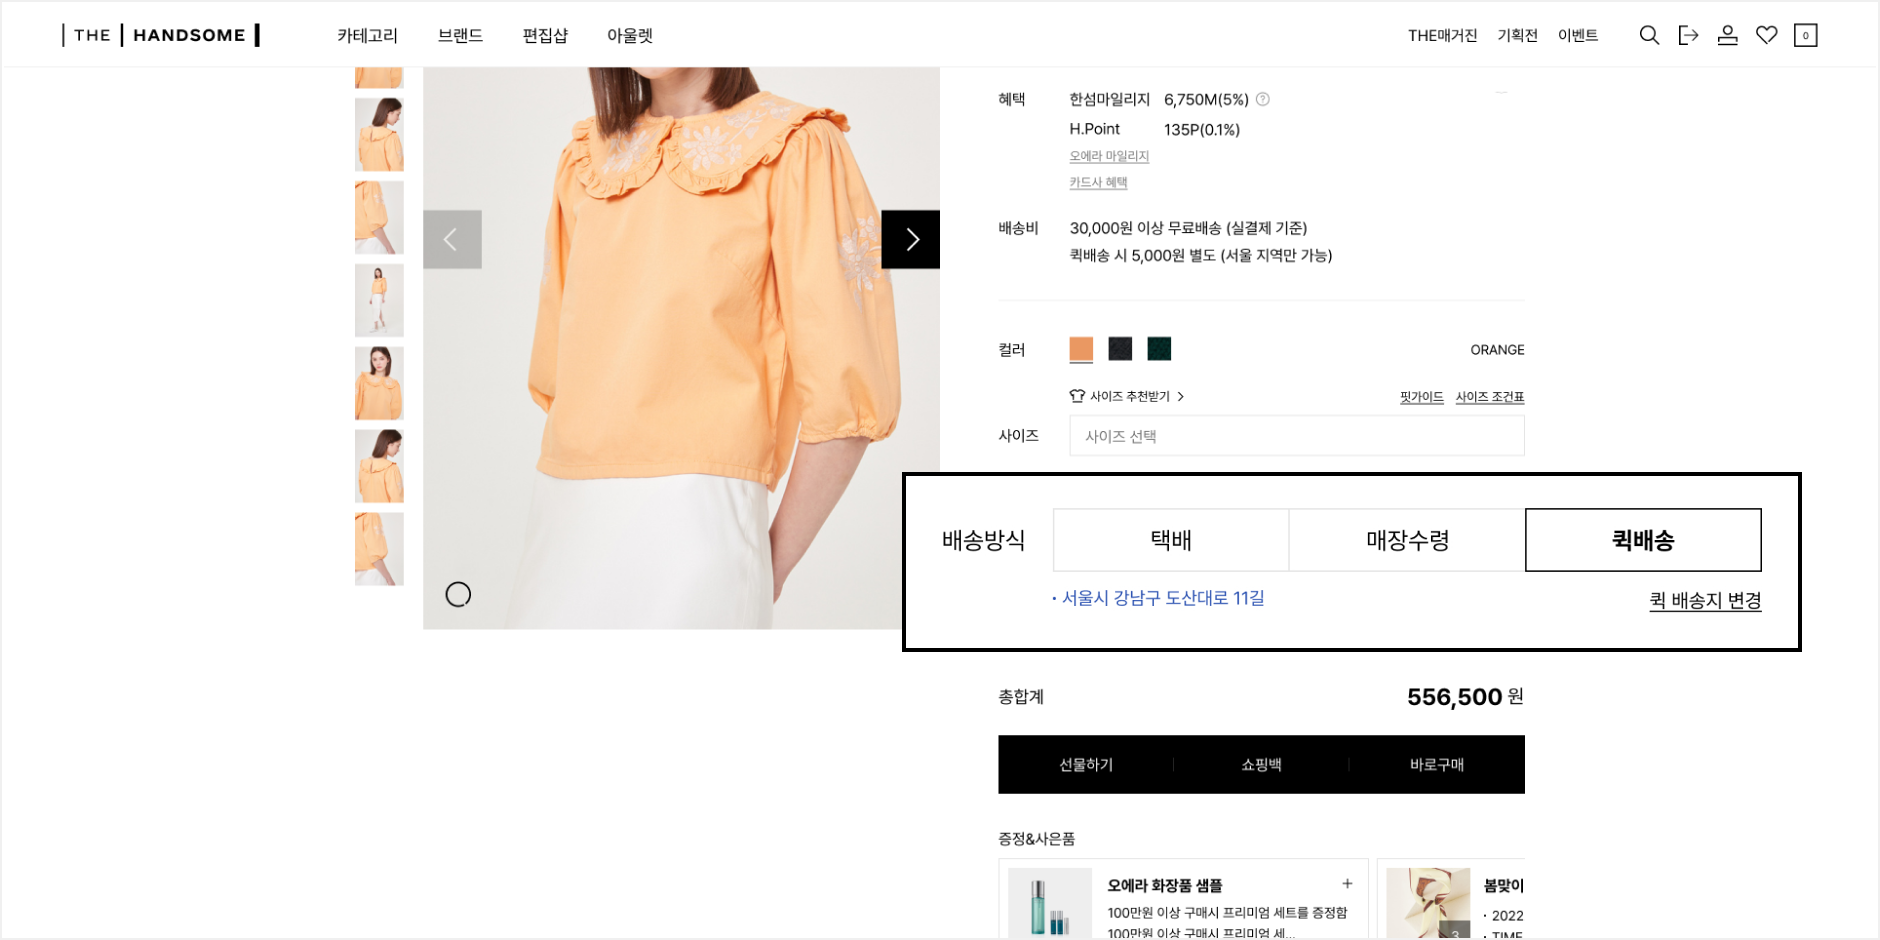 THE HANDSOME 카테고리 브랜드 편집샵 아울렛 THE매거진 기획전 이벤트 0
혜택 한섬마일리지 6,750M(5%) ?
H.Point 135P(0.1%)
오에라 마일리지
카드사 혜택
배송비 30,000원 이상 무료배송 (실결제 기준)
퀵배송 시 5,000원 별도 (서울 지역만 가능)
컬러 ORANGE
사이즈 추천받기 > 핏가이드 사이즈 조건표
사이즈 사이즈 선택
배송방식 택배 매장수령 퀵배송
· 서울시 강남구 도산대로 11길 퀵 배송지 변경
총합계 556,500 원
선물하기 쇼핑백 바로구매
증정&사은품
오에라 화장품 샘플 + 봄맞이
100만원 이상 구매시 프리미엄 세트를 증정함 · 2022
100만원 이상 구매시 프리미엄 세... · TIME
3